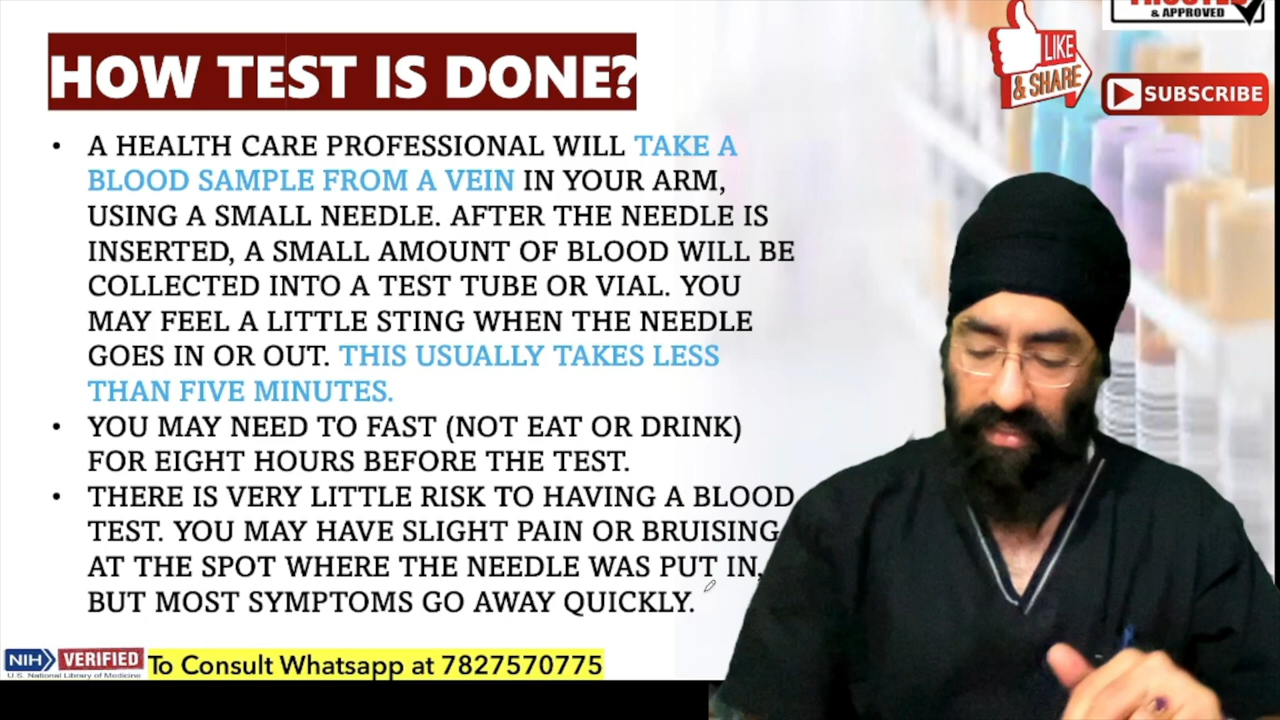 & APPROVED
LIKE
& SHARE
SUBSCRIBE
HOW TEST IS DONE?
• A HEALTH CARE PROFESSIONAL WILL TAKE A
BLOOD SAMPLE FROM A VEIN IN YOUR ARM,
USING A SMALL NEEDLE. AFTER THE NEEDLE IS
INSERTED, A SMALL AMOUNT OF BLOOD WILL BE
COLLECTED INTO A TEST TUBE OR VIAL. YOU
MAY FEEL A LITTLE STING WHEN THE NEEDLE
GOES IN OR OUT. THIS USUALLY TAKES LESS
THAN FIVE MINUTES.
• YOU MAY NEED TO FAST (NOT EAT OR DRINK)
FOR EIGHT HOURS BEFORE THE TEST.
• THERE IS VERY LITTLE RISK TO HAVING A BLOOD
TEST. YOU MAY HAVE SLIGHT PAIN OR BRUISING
AT THE SPOT WHERE THE NEEDLE WAS PUT IN,
BUT MOST SYMPTOMS GO AWAY QUICKLY.
NIH VERIFIED
U.S. National Library of Medicine
To Consult Whatsapp at 7827570775